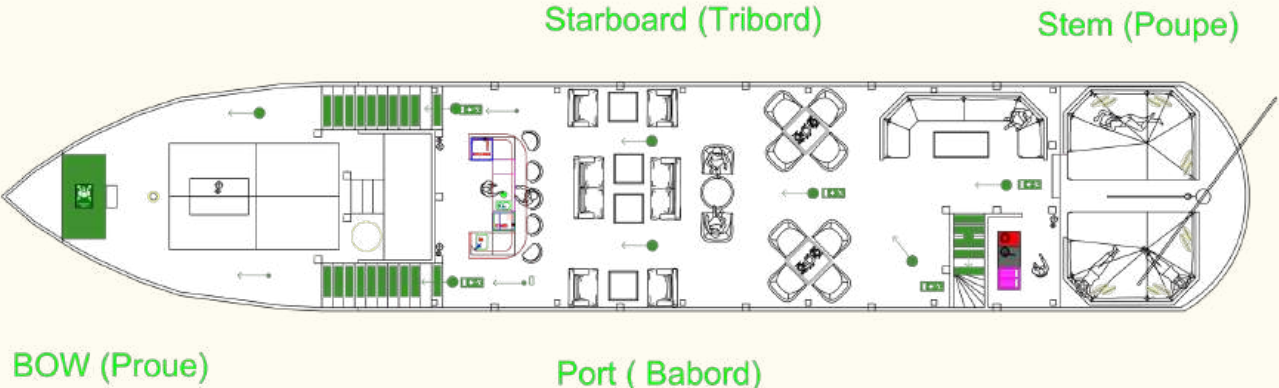 Starboard (Tribord)
Stem (Poupe)
BOW (Proue)
Port ( Babord)